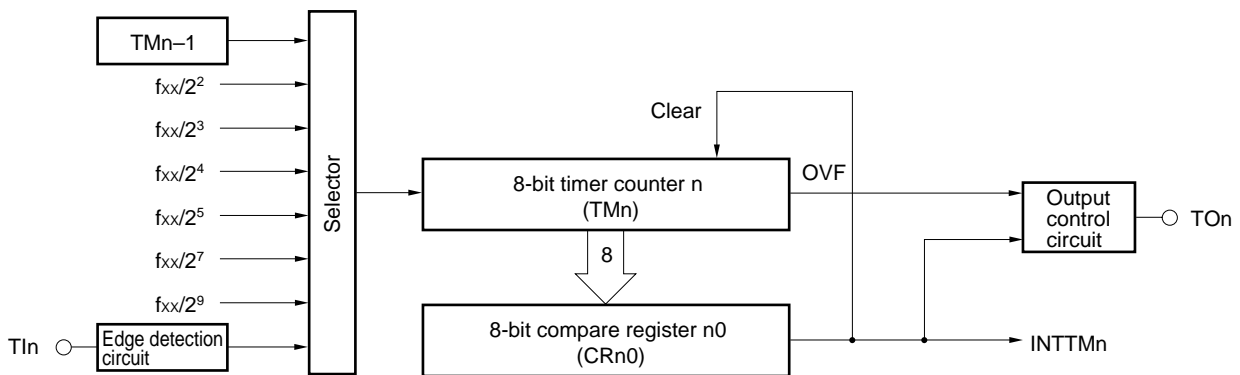 TMn–1
fxx/2²
fxx/2³
fxx/2⁴
fxx/2⁵
fxx/2⁷
fxx/2⁹
TIn
Edge detection
circuit
Selector
Clear
8-bit timer counter n
(TMn)
OVF
8
8-bit compare register n0
(CRn0)
Output
control
circuit
TOn
INTTMn